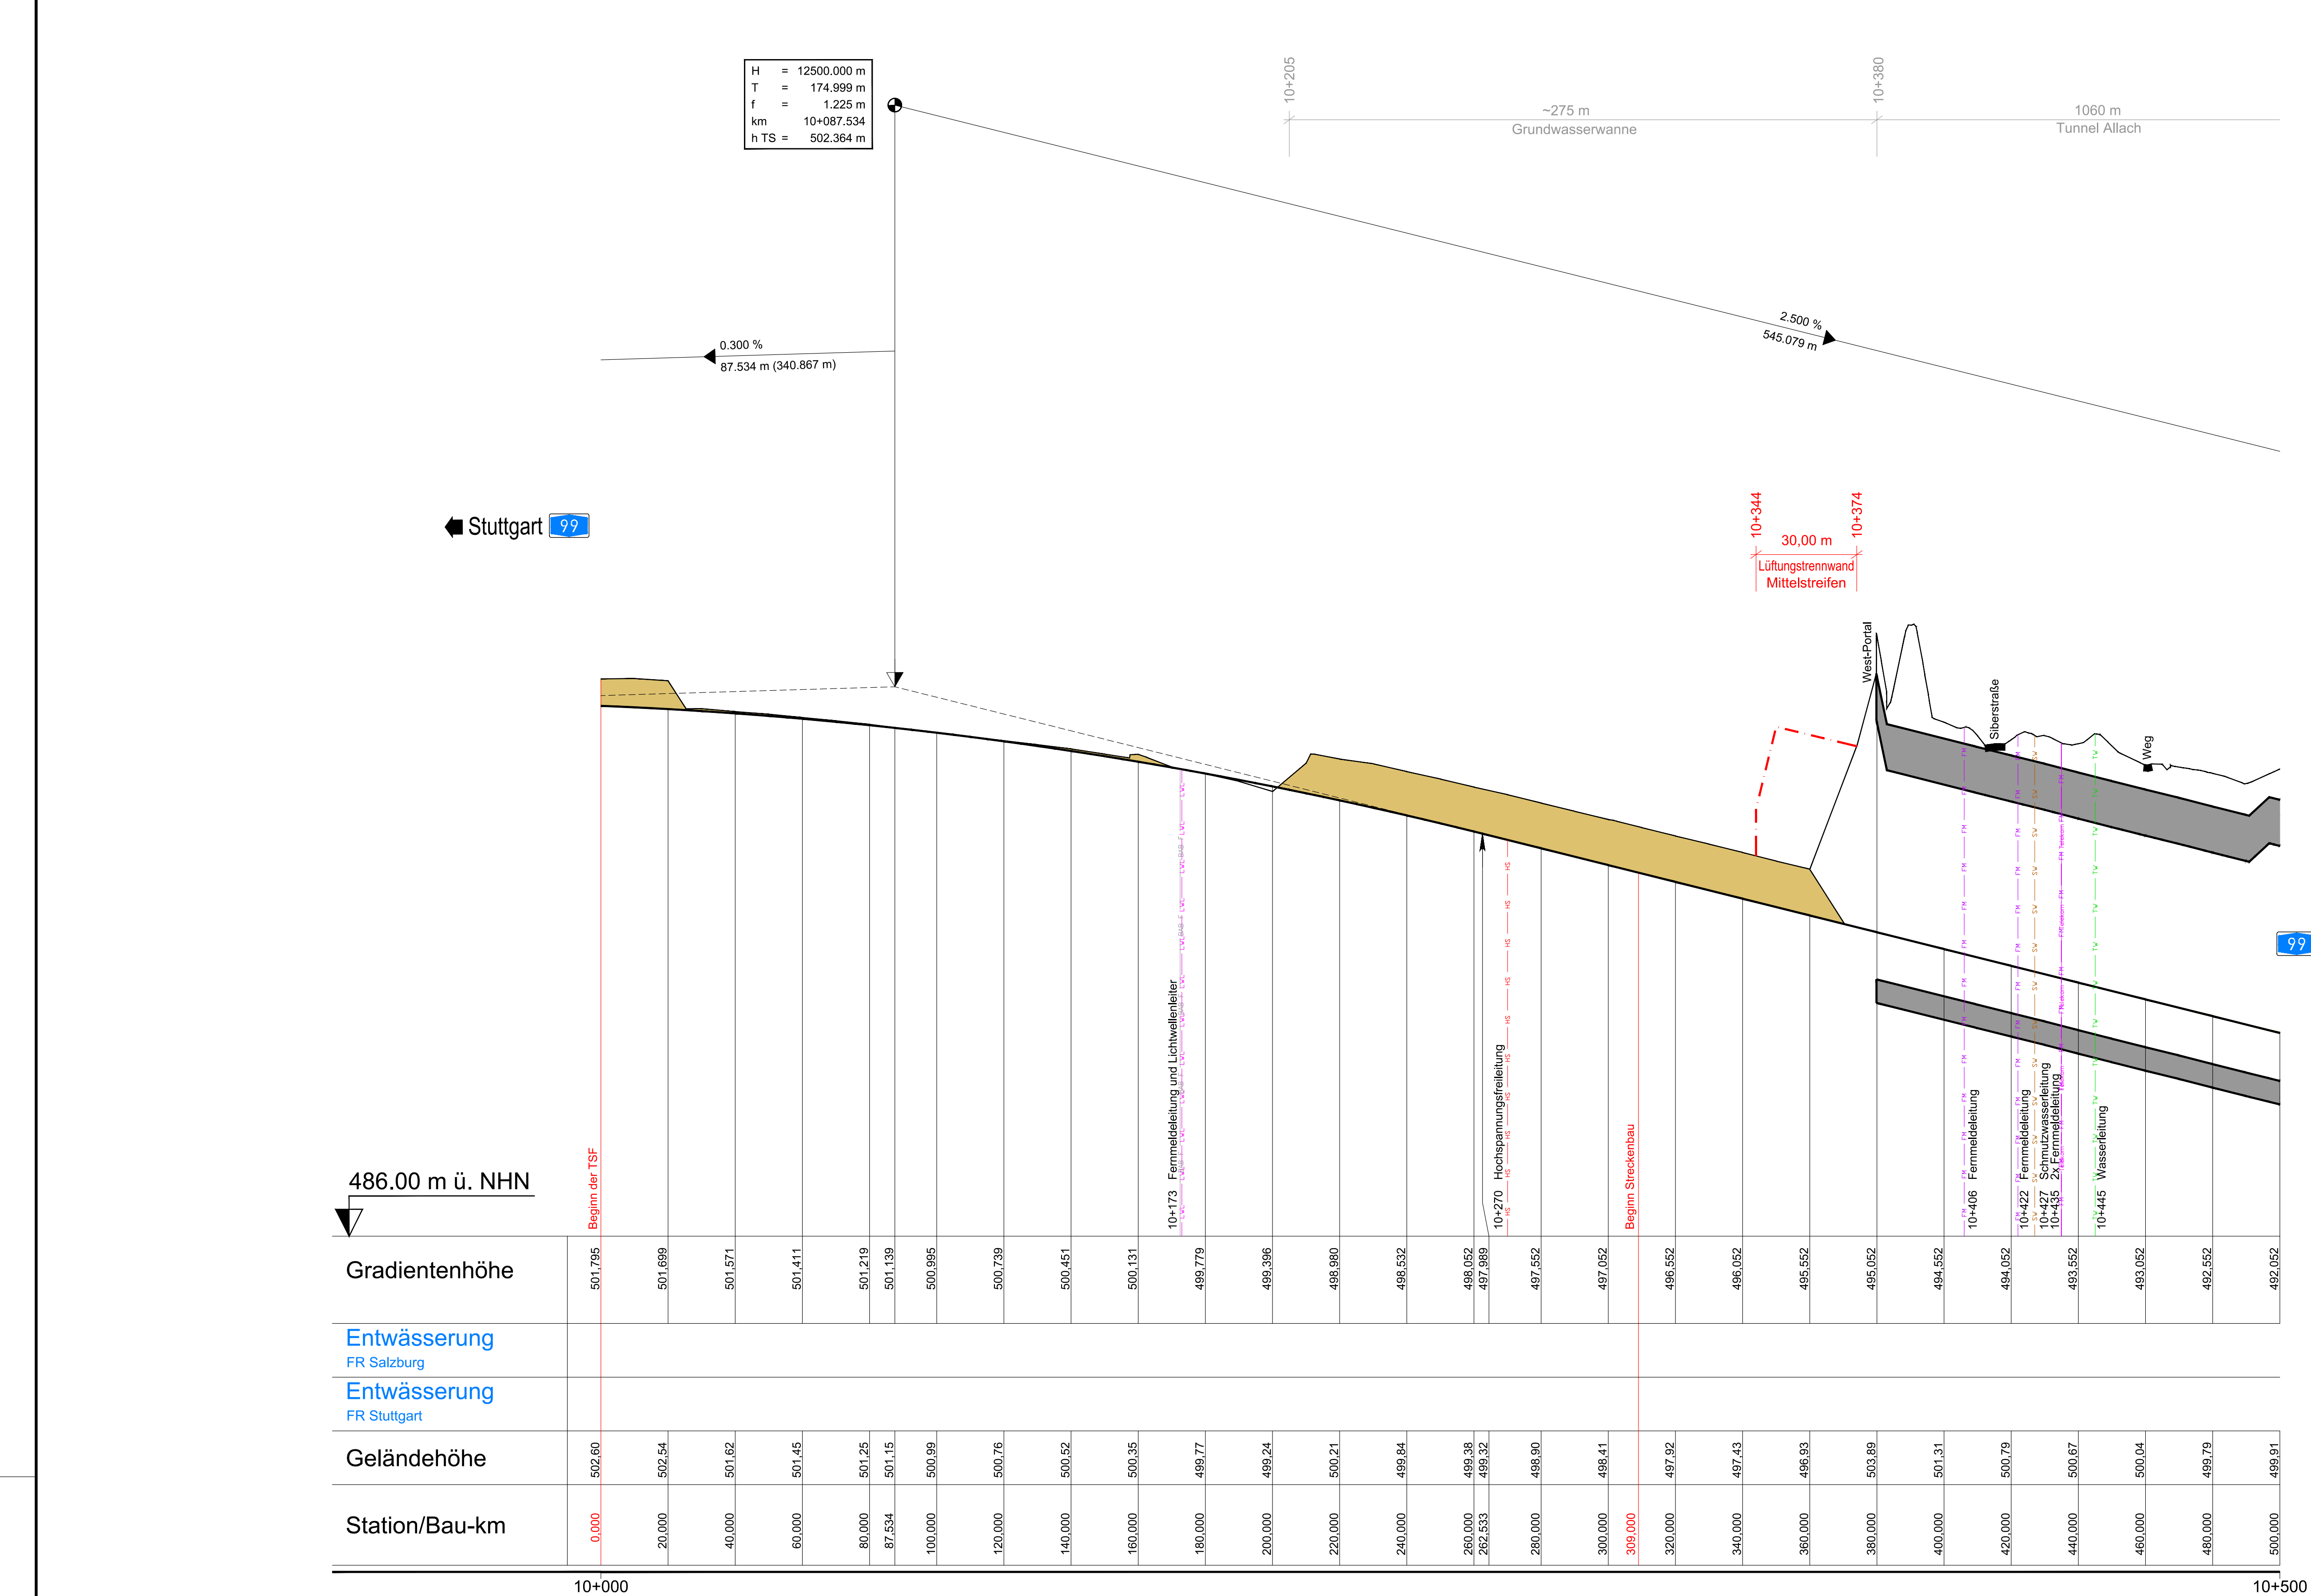 H = 12500.000 m
T = 174.999 m
f = 1.225 m
km 10+087.534
h TS = 502.364 m
10+205
~275 m
Grundwasserwanne
10+380
1060 m
Tunnel Allach
2.500 %
545.079 m
0.300 %
87.534 m (340.867 m)
Stuttgart 99
10+344
10+374
30,00 m
Lüftungstrennwand
Mittelstreifen
West-Portal
Siberstraße
Weg
99
Beginn der TSF
10+173 Fernmeldeleitung und Lichtwellenleiter
10+270 Hochspannungsfreileitung
Beginn Streckenbau
10+406 Fernmeldeleitung
10+422 Fernmeldeleitung
10+427 Schmutzwasserleitung
10+435 2x Fernmeldeleitung
10+445 Wasserleitung
486.00 m ü. NHN
Gradientenhöhe 501,795 501,699 501,571 501,411 501,219 501,139 500,995 500,739 500,451 500,131 499,779 499,396 498,980 498,532 498,052 497,989 497,552 497,052 496,552 496,052 495,552 495,052 494,552 494,052 493,552 493,052 492,552 492,052
Entwässerung
FR Salzburg
Entwässerung
FR Stuttgart
Geländehöhe 502,60 502,54 501,62 501,45 501,25 501,15 500,99 500,76 500,52 500,35 499,77 499,24 500,21 499,84 499,38 499,32 498,90 498,41 497,92 497,43 496,93 503,89 501,31 500,79 500,67 500,04 499,79 499,91
Station/Bau-km 0,000 20,000 40,000 60,000 80,000 87,534 100,000 120,000 140,000 160,000 180,000 200,000 220,000 240,000 260,000 262,533 280,000 300,000 309,000 320,000 340,000 360,000 380,000 400,000 420,000 440,000 460,000 480,000 500,000
10+000 10+500